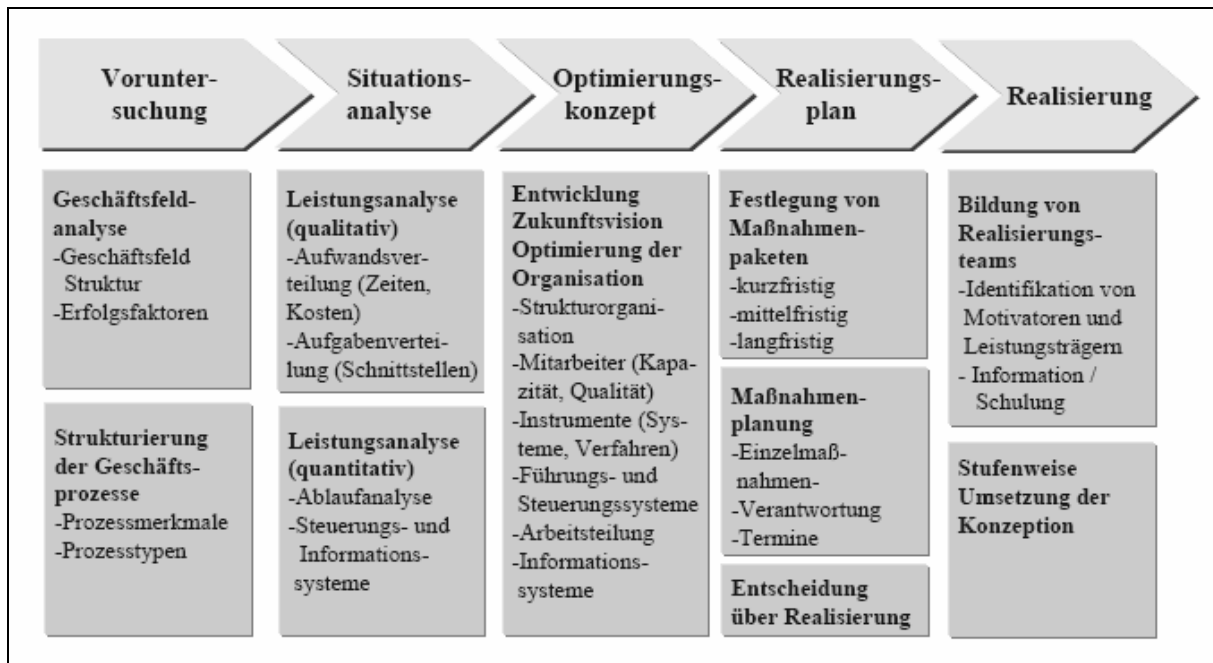 Vorunter-
suchung
Situations-
analyse
Optimierungs-
konzept
Realisierungs-
plan
Realisierung
Geschäftsfeld-
analyse
-Geschäftsfeld
Struktur
-Erfolgsfaktoren
Strukturierung
der Geschäfts-
prozesse
-Prozessmerkmale
-Prozesstypen
Leistungsanalyse
(qualitativ)
-Aufwandsver-
teilung (Zeiten,
Kosten)
-Aufgabenvertei-
lung (Schnittstellen)
Leistungsanalyse
(quantitativ)
-Ablaufanalyse
-Steuerungs- und
Informations-
systeme
Entwicklung
Zukunftsvision
Optimierung der
Organisation
-Strukturorgani-
sation
-Mitarbeiter (Kapa-
zität, Qualität)
-Instrumente (Sys-
teme, Verfahren)
-Führungs- und
Steuerungssysteme
-Arbeitsteilung
-Informations-
systeme
Festlegung von
Maßnahmen-
paketen
-kurzfristig
-mittelfristig
-langfristig
Maßnahmen-
planung
-Einzelmaß-
nahmen-
-Verantwortung
-Termine
Entscheidung
über Realisierung
Bildung von
Realisierungs-
teams
-Identifikation von
Motivatoren und
Leistungsträgern
- Information /
Schulung
Stufenweise
Umsetzung der
Konzeption